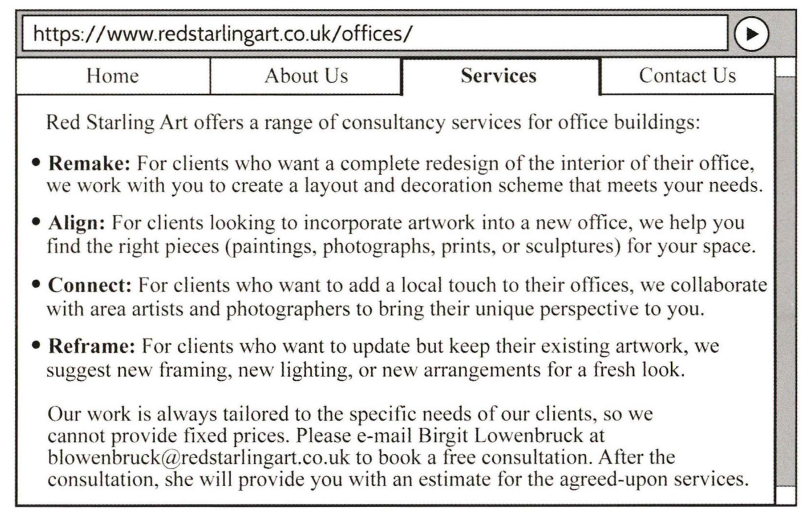 https://www.redstarlingart.co.uk/offices/
Home About Us Services Contact Us
Red Starling Art offers a range of consultancy services for office buildings:
• Remake: For clients who want a complete redesign of the interior of their office,
we work with you to create a layout and decoration scheme that meets your needs.
• Align: For clients looking to incorporate artwork into a new office, we help you
find the right pieces (paintings, photographs, prints, or sculptures) for your space.
• Connect: For clients who want to add a local touch to their offices, we collaborate
with area artists and photographers to bring their unique perspective to you.
• Reframe: For clients who want to update but keep their existing artwork, we
suggest new framing, new lighting, or new arrangements for a fresh look.
Our work is always tailored to the specific needs of our clients, so we
cannot provide fixed prices. Please e-mail Birgit Lowenbruck at
blowenbruck@redstarlingart.co.uk to book a free consultation. After the
consultation, she will provide you with an estimate for the agreed-upon services.